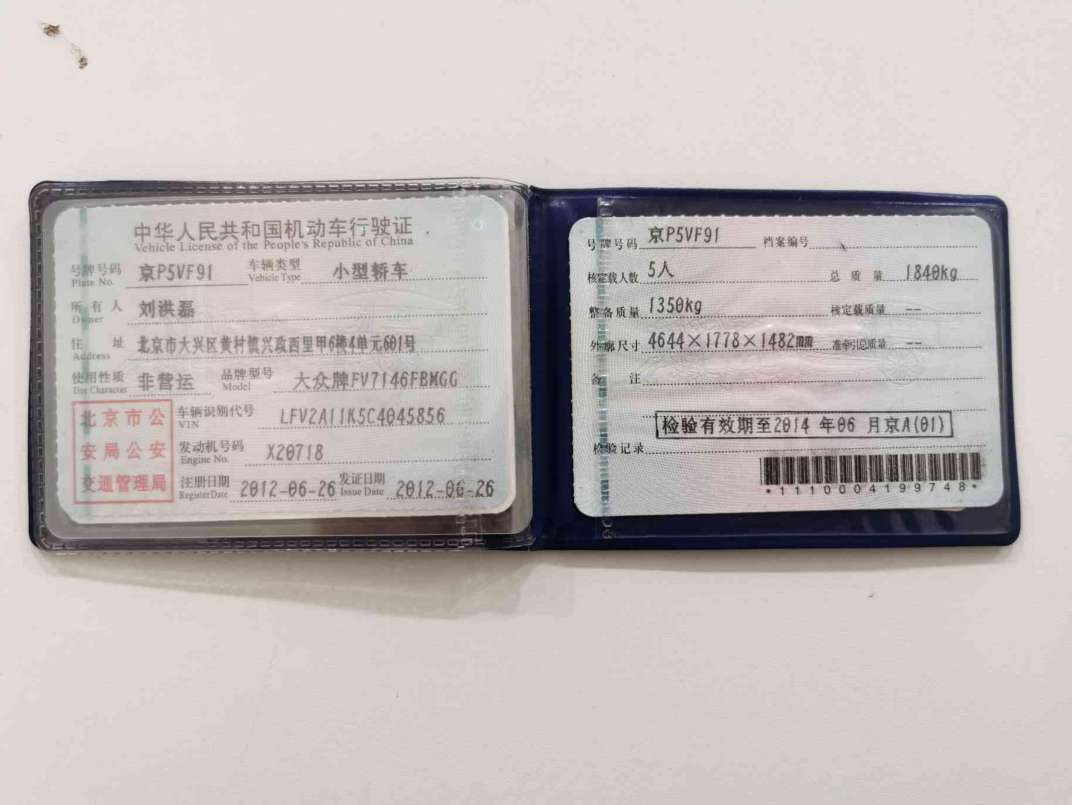 中华人民共和国机动车行驶证
Vehicle License of the People's Republic of China
号牌号码 京P5VF91 车辆类型 小型轿车
Plate No. Vehicle Type
所有人 刘洪磊
Owner
住址 北京市大兴区黄村镇兴政西里甲6楼4单元601号
Address
使用性质 非营运 品牌型号 大众牌FV7146FBMGG
Use Character Model
北京市公安局公安交通管理局
车辆识别代号 LFV2A11K5C4045856
VIN
发动机号码 X20718
Engine No.
注册日期 2012-06-26 发证日期 2012-06-26
Register Date Issue Date
号牌号码 京P5VF91 档案编号
核定载人数 5人 总质量 1840kg
整备质量 1350kg 核定载质量 --
外廓尺寸 4644×1778×1482mm 准牵引总质量 --
备注
检验有效期至2014年06月京A(01)
检验记录
*1110004199748*